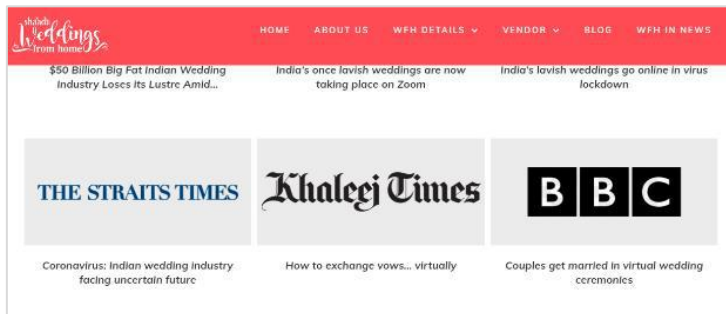 shaadi
Weddings
from home
HOME ABOUT US WFH DETAILS VENDOR BLOG WFH IN NEWS
$50 Billion Big Fat Indian Wedding
Industry Loses Its Lustre Amid...
India's once lavish weddings are now
taking place on Zoom
India's lavish weddings go online in virus
lockdown
THE STRAITS TIMES
Khaleej Times
BBC
Coronavirus: Indian wedding industry
facing uncertain future
How to exchange vows... virtually
Couples get married in virtual wedding
ceremonies